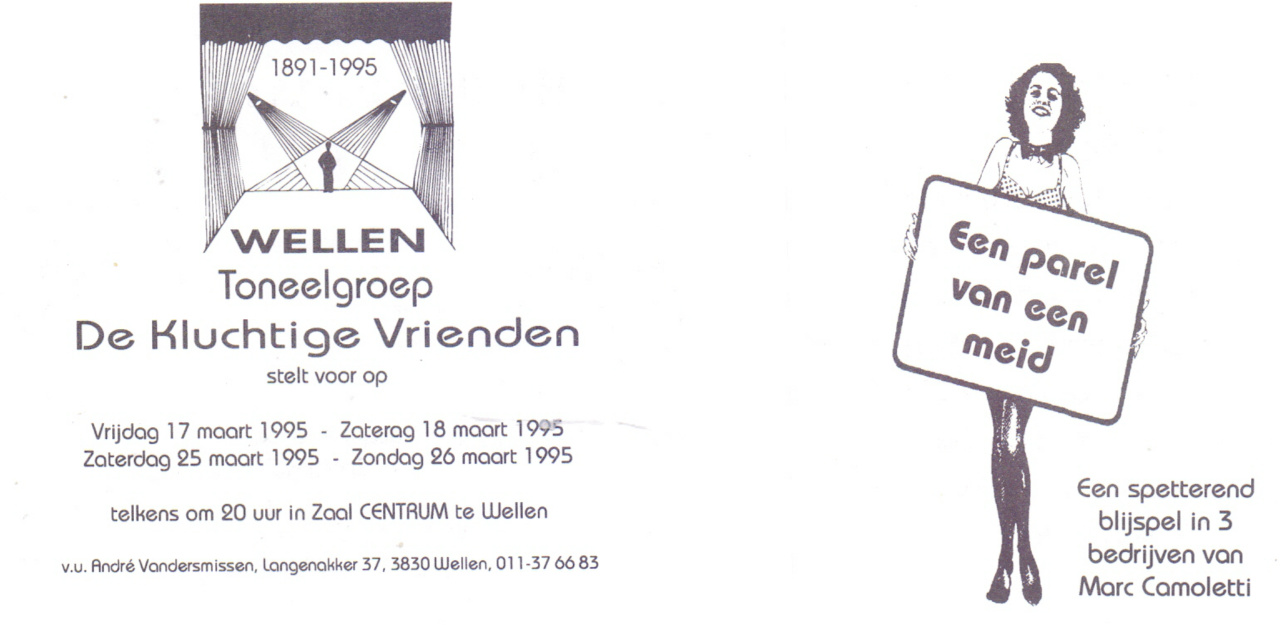 1891-1995
WELLEN
Toneelgroep
De Kluchtige Vrienden
stelt voor op
Vrijdag 17 maart 1995 - Zaterag 18 maart 1995
Zaterdag 25 maart 1995 - Zondag 26 maart 1995
telkens om 20 uur in Zaal CENTRUM te Wellen
v.u. André Vandersmissen, Langenakker 37, 3830 Wellen, 011-37 66 83
Een parel
van een
meid
Een spetterend
blijspel in 3
bedrijven van
Marc Camoletti